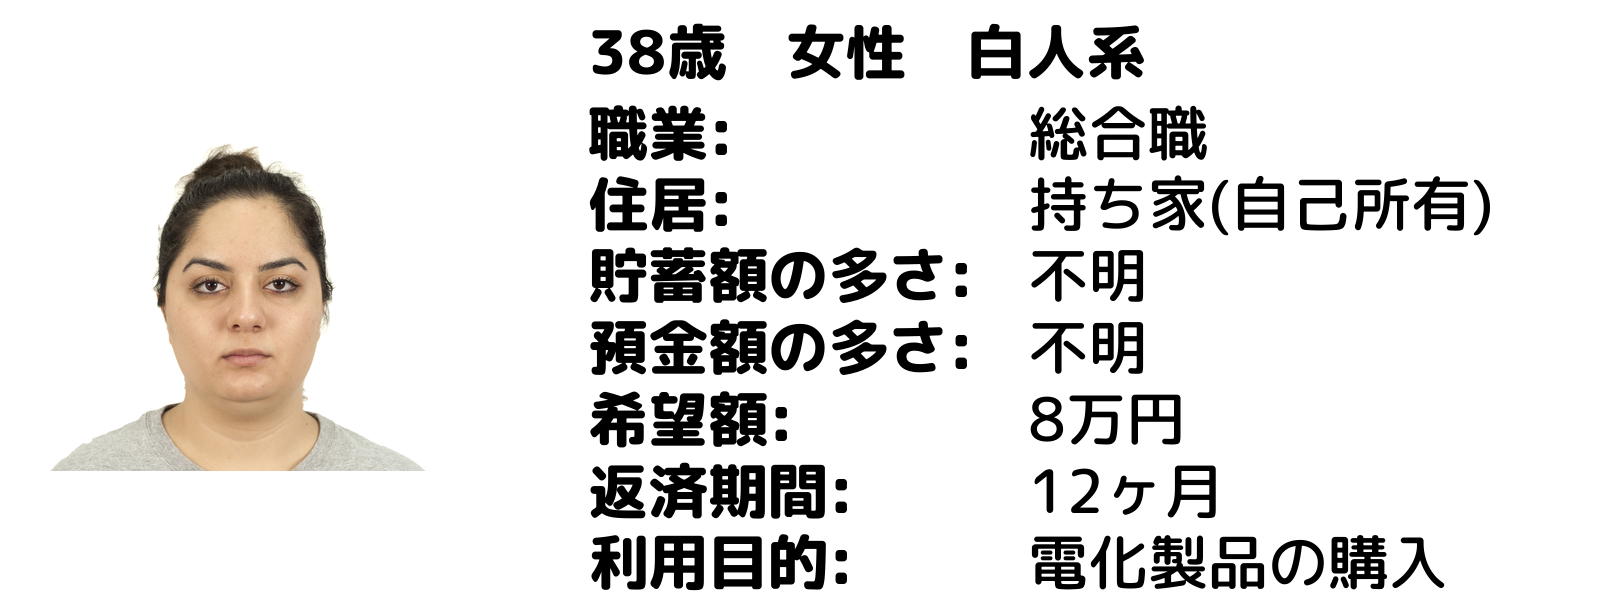 38歳　女性　白人系
職業: 総合職
住居: 持ち家(自己所有)
貯蓄額の多さ: 不明
預金額の多さ: 不明
希望額: 8万円
返済期間: 12ヶ月
利用目的: 電化製品の購入